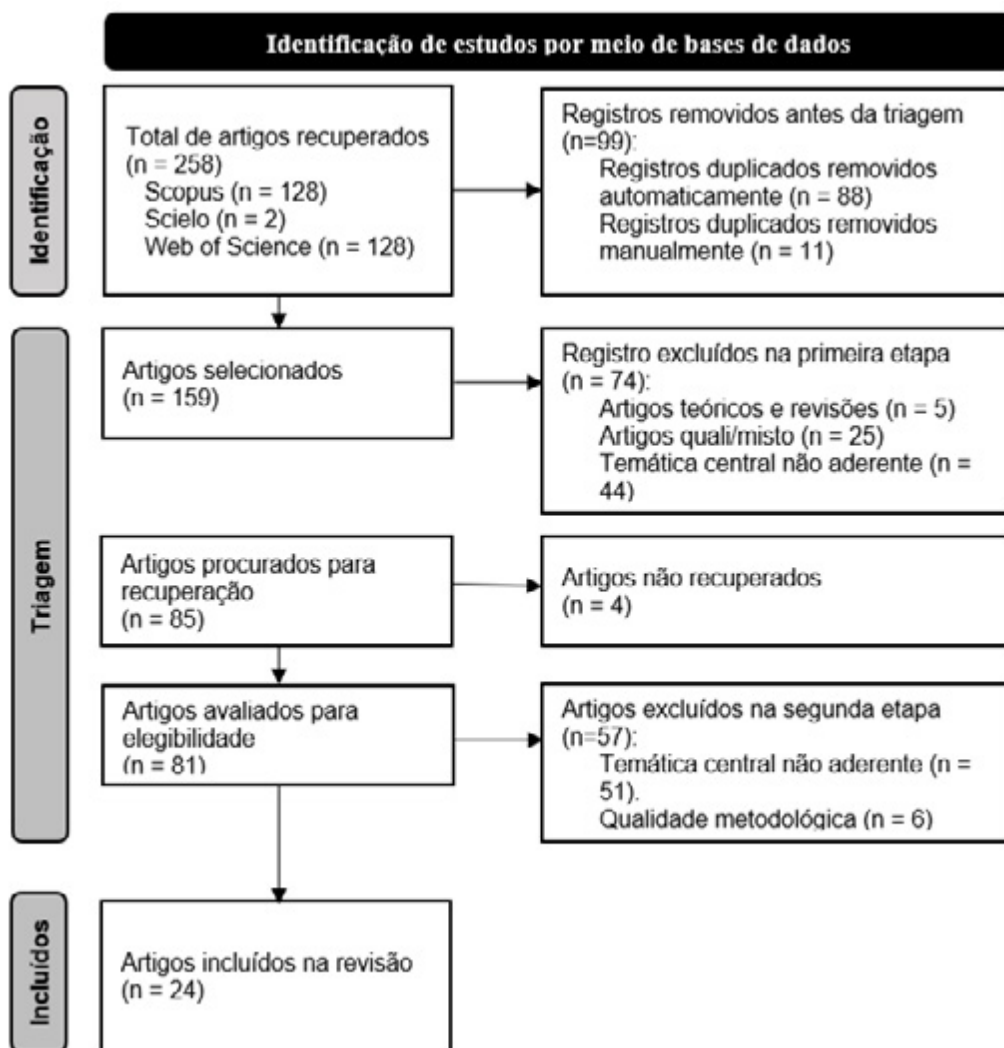 Identificação de estudos por meio de bases de dados
Identificação
Total de artigos recuperados
(n = 258)
Scopus (n = 128)
Scielo (n = 2)
Web of Science (n = 128)
Registros removidos antes da triagem
(n=99):
Registros duplicados removidos
automaticamente (n = 88)
Registros duplicados removidos
manualmente (n = 11)
Triagem
Artigos selecionados
(n = 159)
Registro excluídos na primeira etapa
(n = 74):
Artigos teóricos e revisões (n = 5)
Artigos quali/misto (n = 25)
Temática central não aderente (n =
44)
Artigos procurados para
recuperação
(n = 85)
Artigos não recuperados
(n = 4)
Artigos avaliados para
elegibilidade
(n = 81)
Artigos excluídos na segunda etapa
(n=57):
Temática central não aderente (n =
51).
Qualidade metodológica (n = 6)
Incluídos
Artigos incluídos na revisão
(n = 24)